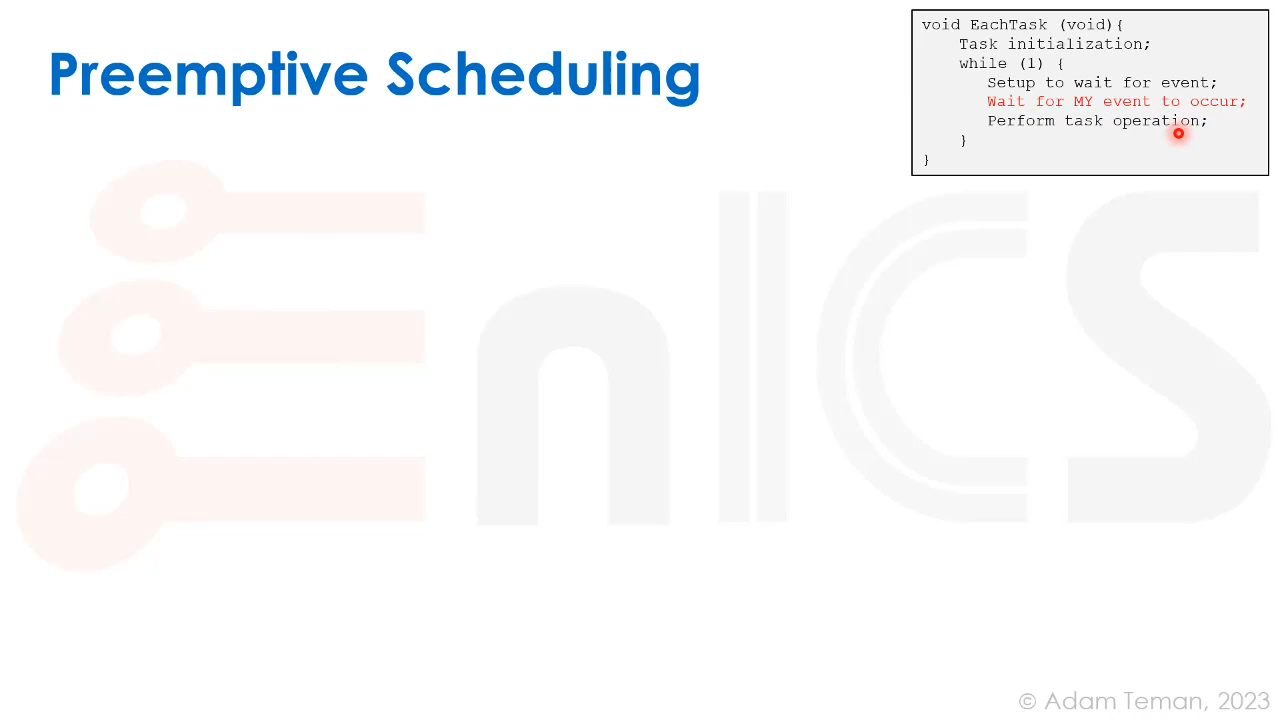 Preemptive Scheduling
void EachTask (void){
Task initialization;
while (1) {
Setup to wait for event;
Wait for MY event to occur;
Perform task operation;
}
}
EnICS
© Adam Teman, 2023